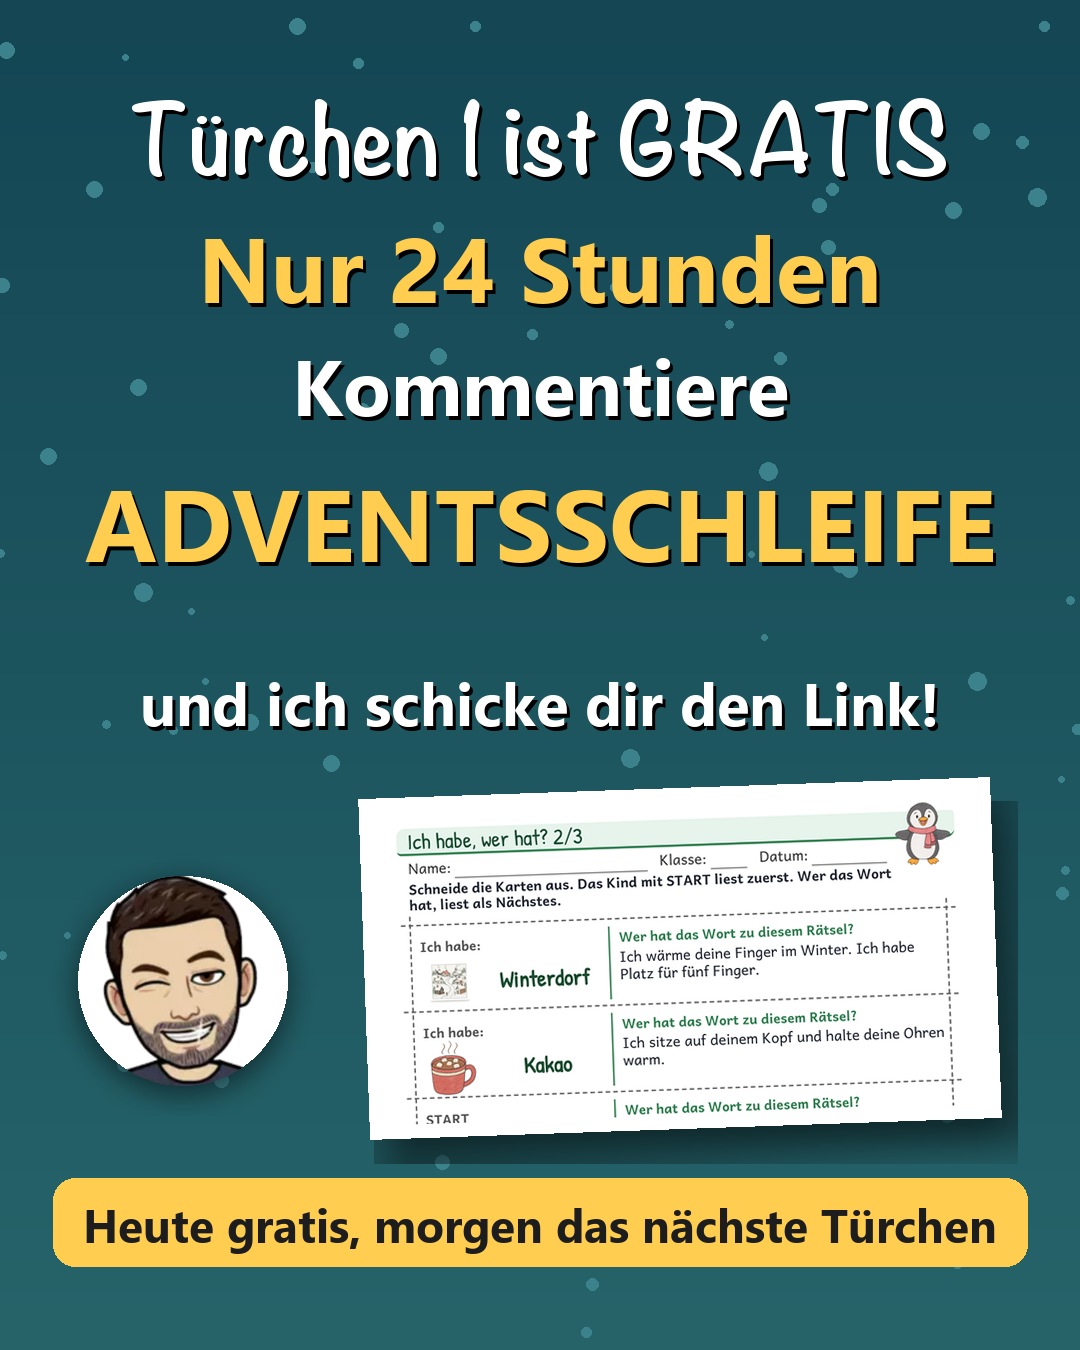 Türchen 1 ist GRATIS
Nur 24 Stunden
Kommentiere
ADVENTSSCHLEIFE
und ich schicke dir den Link!
Ich habe, wer hat? 2/3
Name: ________ Klasse: ____ Datum: ________
Schneide die Karten aus. Das Kind mit START liest zuerst. Wer das Wort
hat, liest als Nächstes.
Ich habe:
Winterdorf
Wer hat das Wort zu diesem Rätsel?
Ich wärme deine Finger im Winter. Ich habe
Platz für fünf Finger.
Ich habe:
Kakao
Wer hat das Wort zu diesem Rätsel?
Ich sitze auf deinem Kopf und halte deine Ohren
warm.
START
Wer hat das Wort zu diesem Rätsel?
Heute gratis, morgen das nächste Türchen